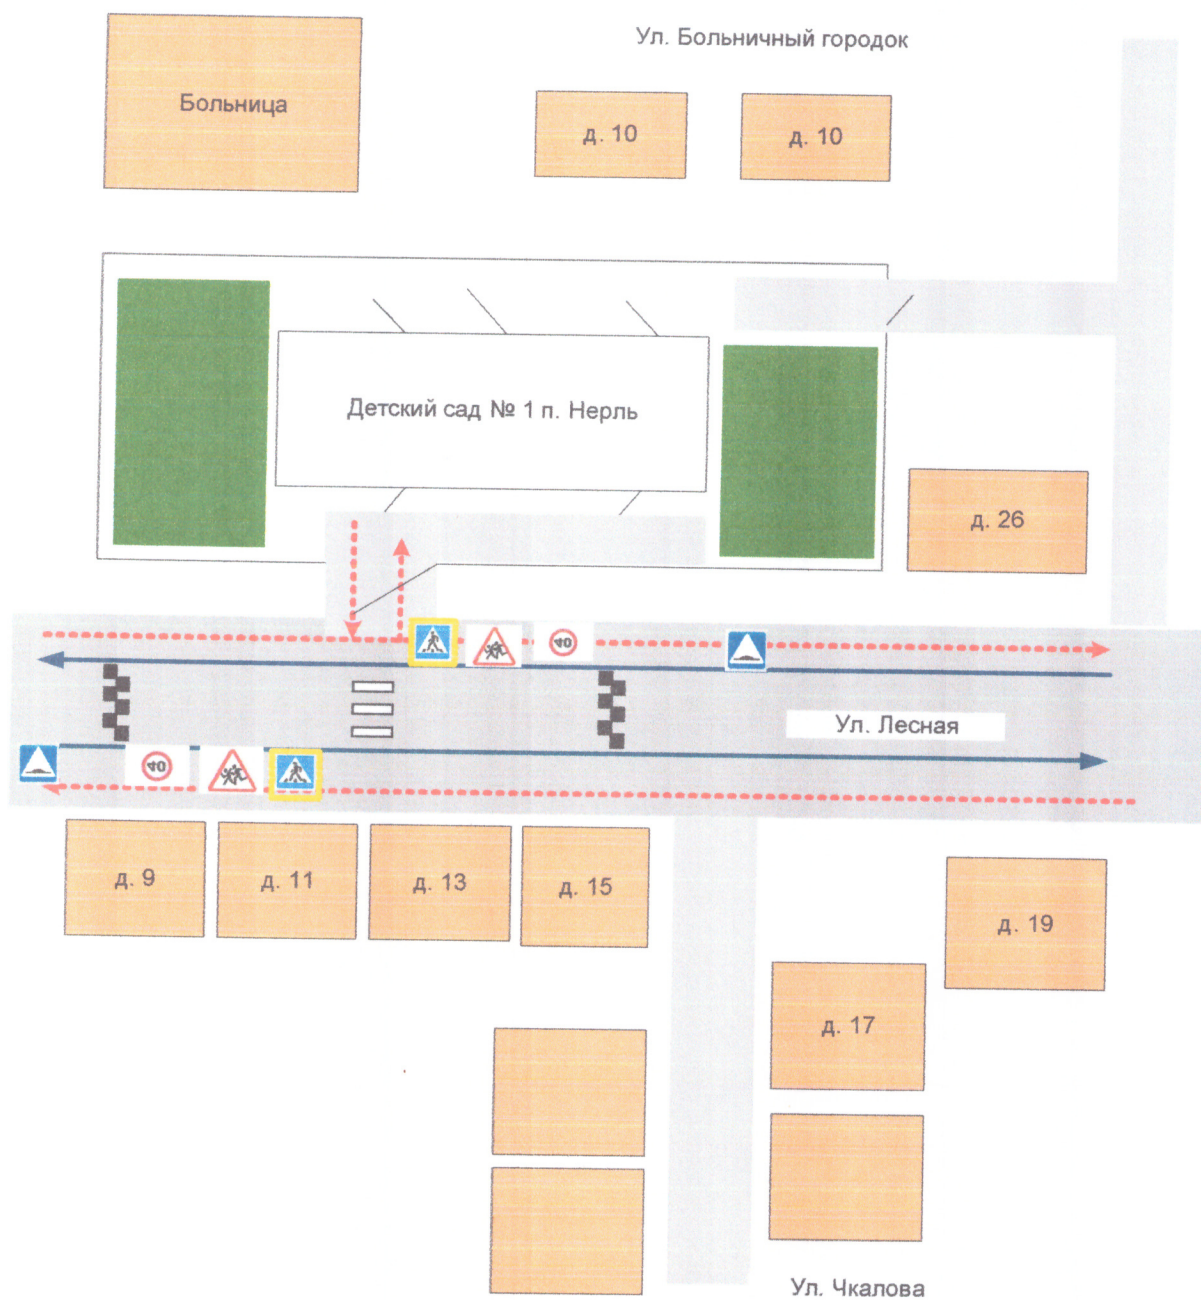 Ул. Больничный городок
Больница
д. 10
д. 10
Детский сад № 1 п. Нерль
д. 26
40
Ул. Лесная
40
д. 9
д. 11
д. 13
д. 15
д. 19
д. 17
Ул. Чкалова